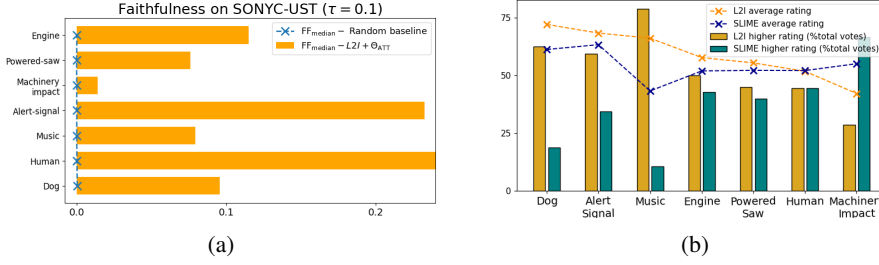 Faithfulness on SONYC-UST (τ = 0.1)
FF_median − Random baseline
FF_median − L2I + Θ_ATT
Engine
Powered-saw
Machinery
impact
Alert-signal
Music
Human
Dog
0.0
0.1
0.2
(a)
L2I average rating
SLIME average rating
L2I higher rating (%total votes)
SLIME higher rating (%total votes)
75
50
25
0
Dog
Alert
Signal
Music
Engine
Powered
Saw
Human
Machinery
Impact
(b)